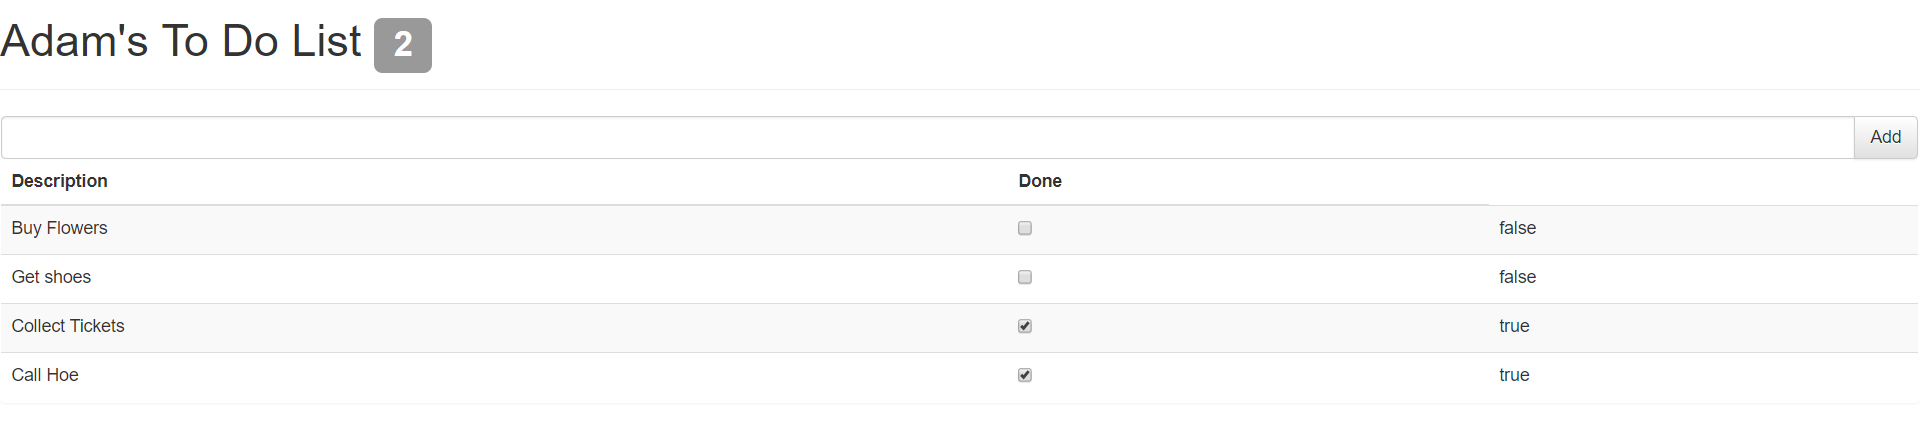 Adam's To Do List 2
Add
Description Done
Buy Flowers false
Get shoes false
Collect Tickets true
Call Hoe true